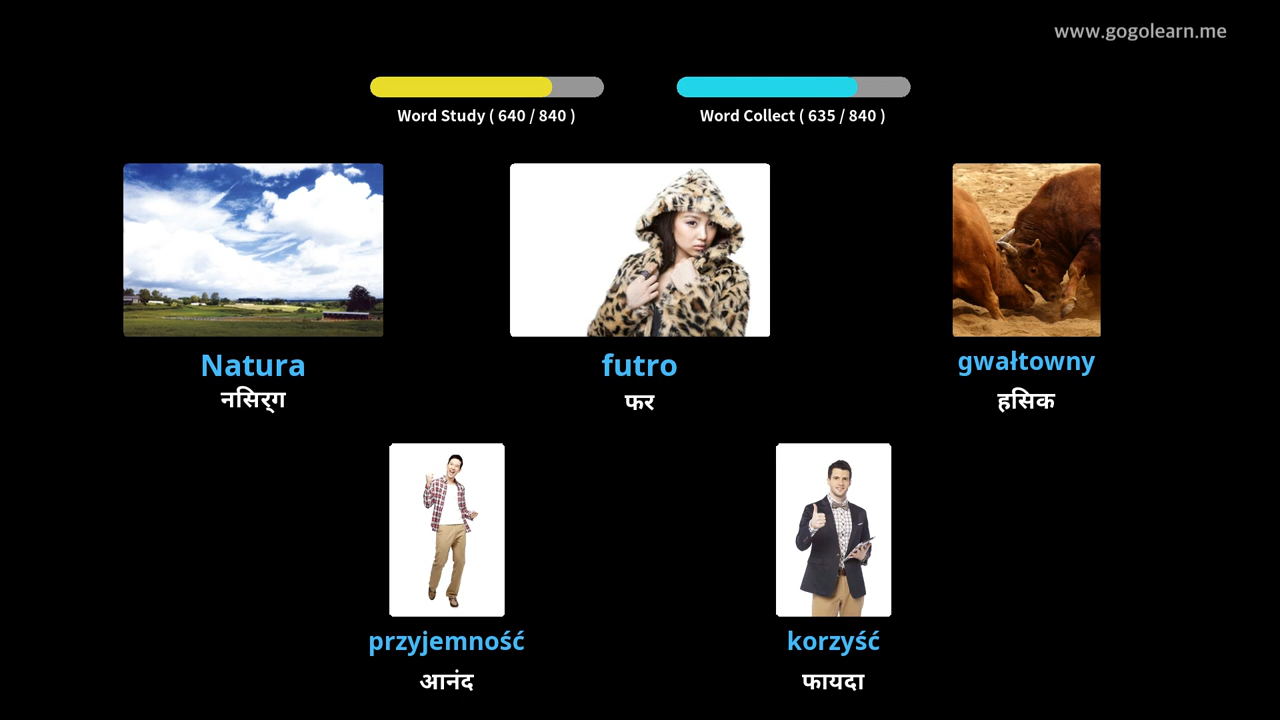 www.gogolearn.me
Word Study ( 640 / 840 )
Word Collect ( 635 / 840 )
Natura
futro
gwałtowny
नसिर्ग
फर
हसिक
przyjemność
korzyść
आनंद
फायदा